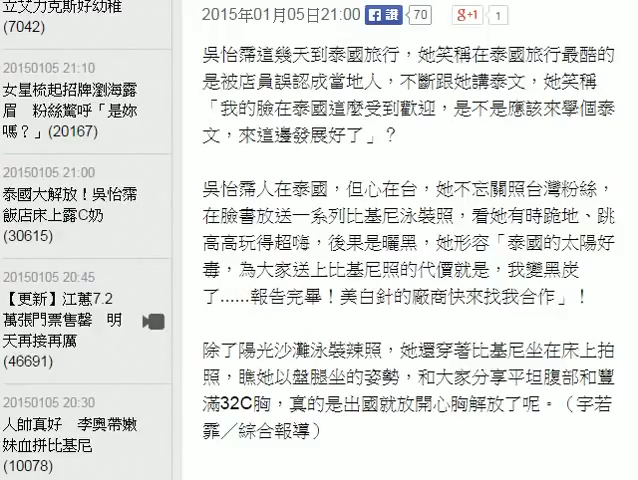 立艾力克斯好幼稚
(7042)
20150105 21:10
女星梳起招牌瀏海露
眉　粉絲驚呼「是妳
嗎？」(20167)
20150105 21:00
泰國大解放！吳怡霈
飯店床上露C奶
(30615)
20150105 20:45
【更新】江蕙7.2
萬張門票售罄　明
天再接再厲
(46691)
20150105 20:30
人帥真好　李奧帶嫩
妹血拼比基尼
(10078)
2015年01月05日21:00 讚 70 +1 1
吳怡霈這幾天到泰國旅行，她笑稱在泰國旅行最酷的
是被店員誤認成當地人，不斷跟她講泰文，她笑稱
「我的臉在泰國這麼受到歡迎，是不是應該來學個泰
文，來這邊發展好了」？
吳怡霈人在泰國，但心在台，她不忘關照台灣粉絲，
在臉書放送一系列比基尼泳裝照，看她有時跪地、跳
高高玩得超嗨，後果是曬黑，她形容「泰國的太陽好
毒，為大家送上比基尼照的代價就是，我變黑炭
了......報告完畢！美白針的廠商快來找我合作」！
除了陽光沙灘泳裝辣照，她還穿著比基尼坐在床上拍
照，瞧她以盤腿坐的姿勢，和大家分享平坦腹部和豐
滿32C胸，真的是出國就放開心胸解放了呢。（宇若
霏／綜合報導）